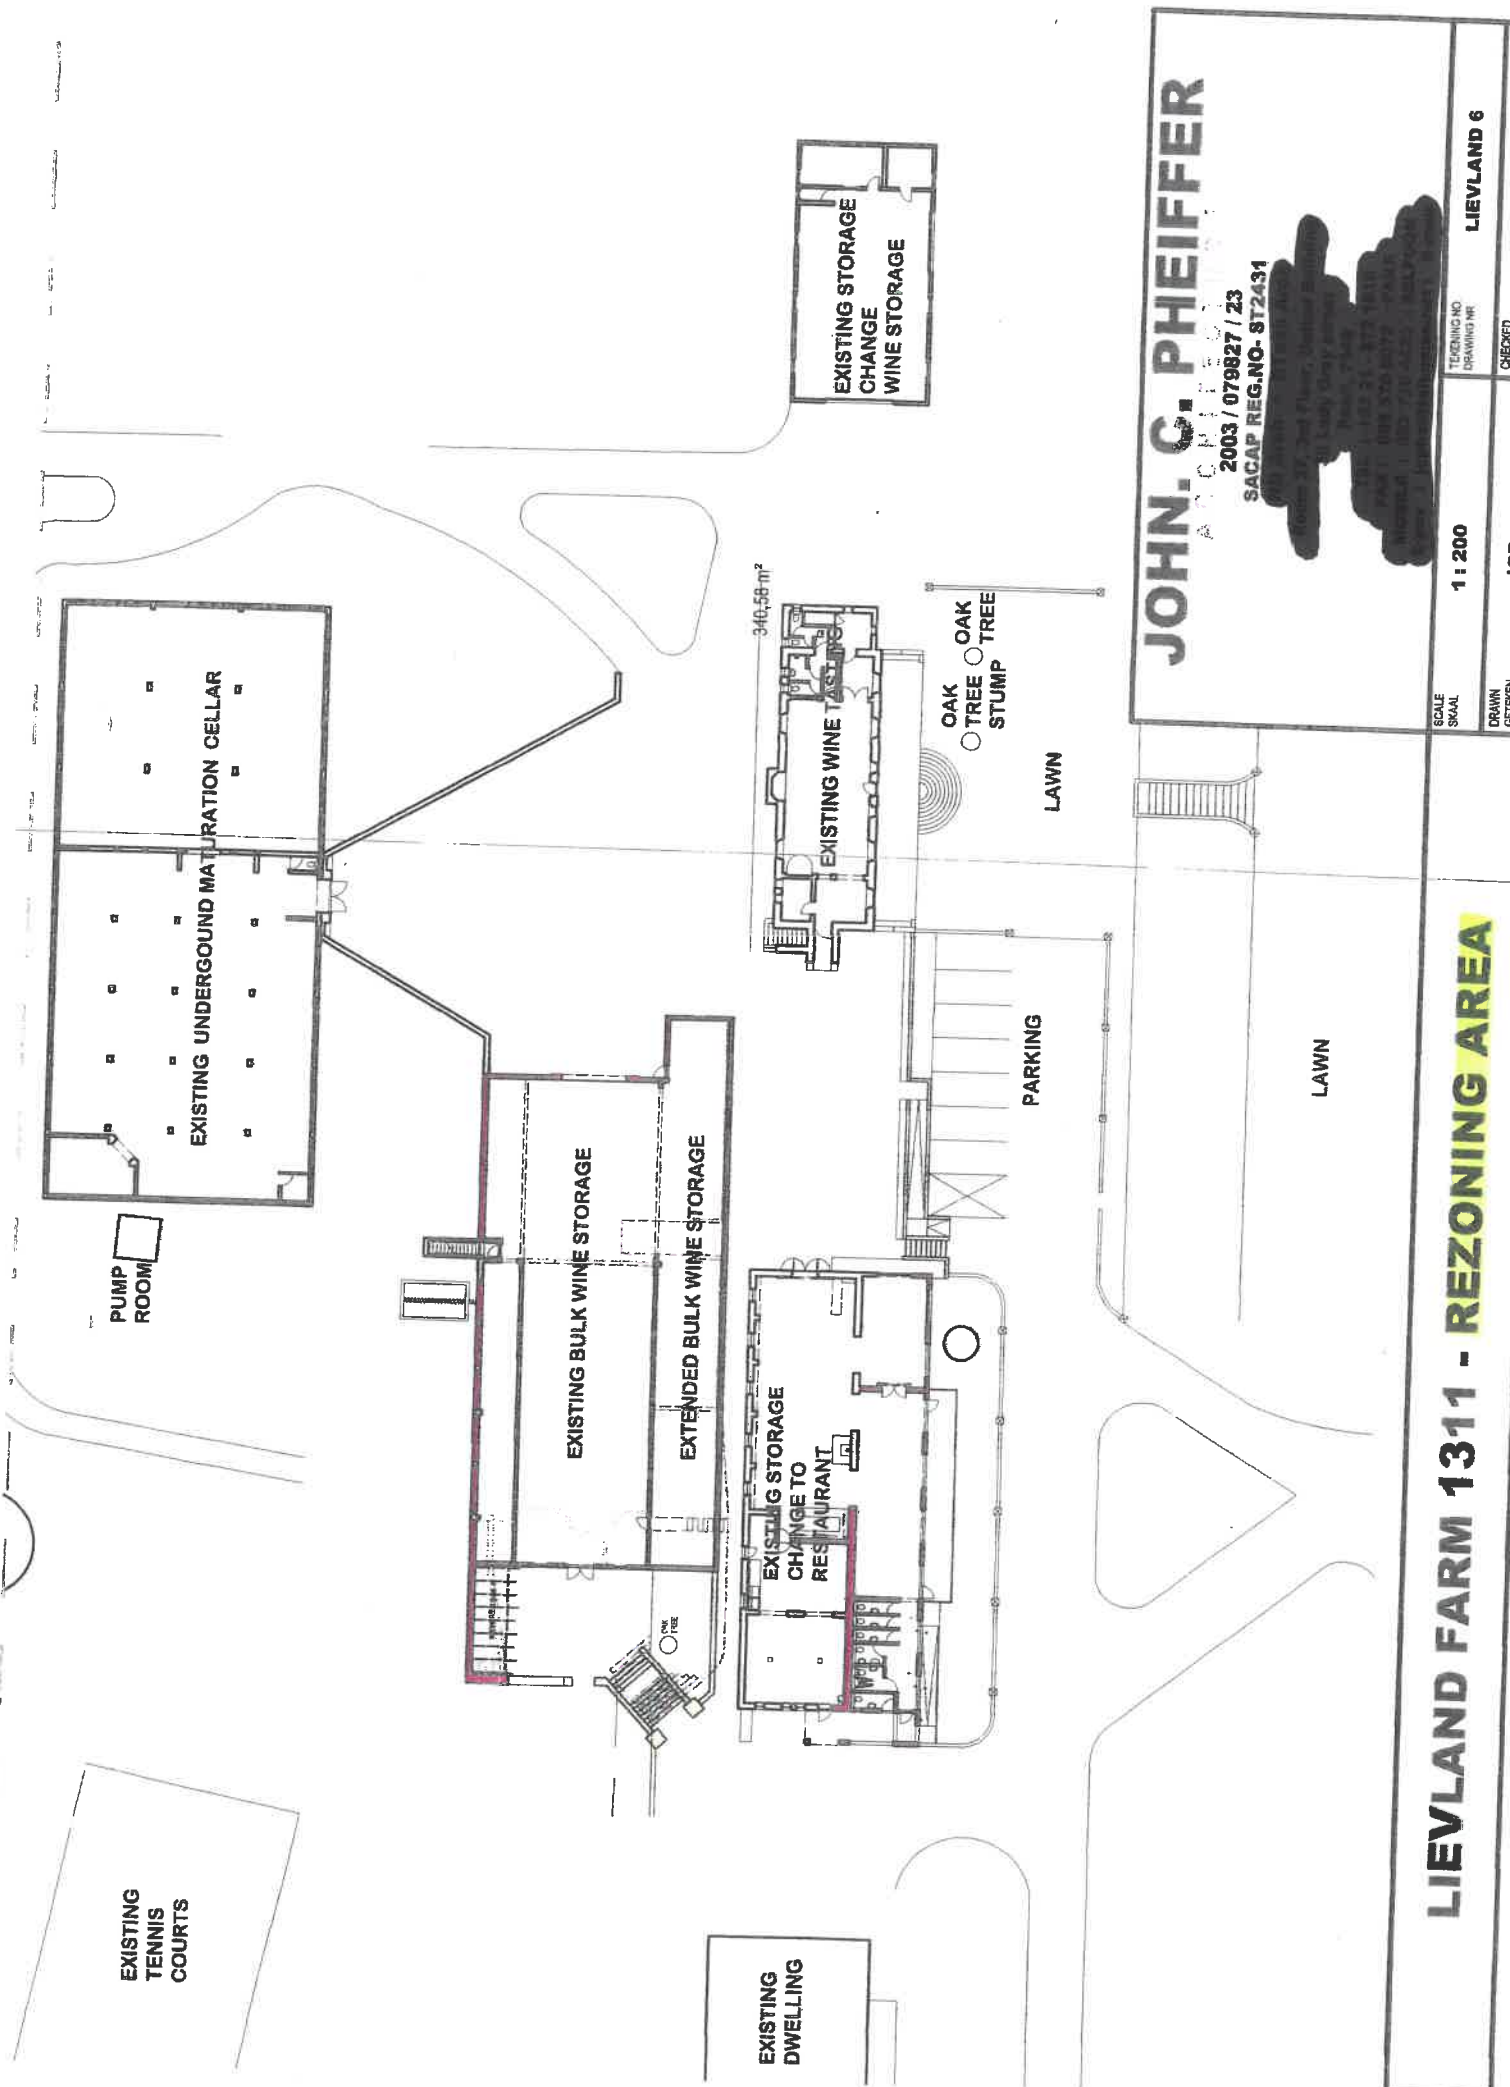 EXISTING
TENNIS
COURTS
PUMP
ROOM
EXISTING UNDERGOUND MATURATION CELLAR
EXISTING BULK WINE STORAGE
EXTENDED BULK WINE STORAGE
OAK
TREE
EXISTING
DWELLING
EXISTING STORAGE
CHANGE TO
RESTAURANT
EXISTING WINE TASTING
340,58 m²
EXISTING STORAGE
CHANGE
WINE STORAGE
OAK
TREE
STUMP
OAK
TREE
LAWN
PARKING
LAWN
LIEVLAND FARM 1311 - REZONING AREA
JOHN. C. PHEIFFER
2003 / 079827 / 23
SACAP REG.NO- ST2431
SCALE
SKAAL
1 : 200
TEKENING NO
DRAWING NR
LIEVLAND 6
DRAWN
CHECKED